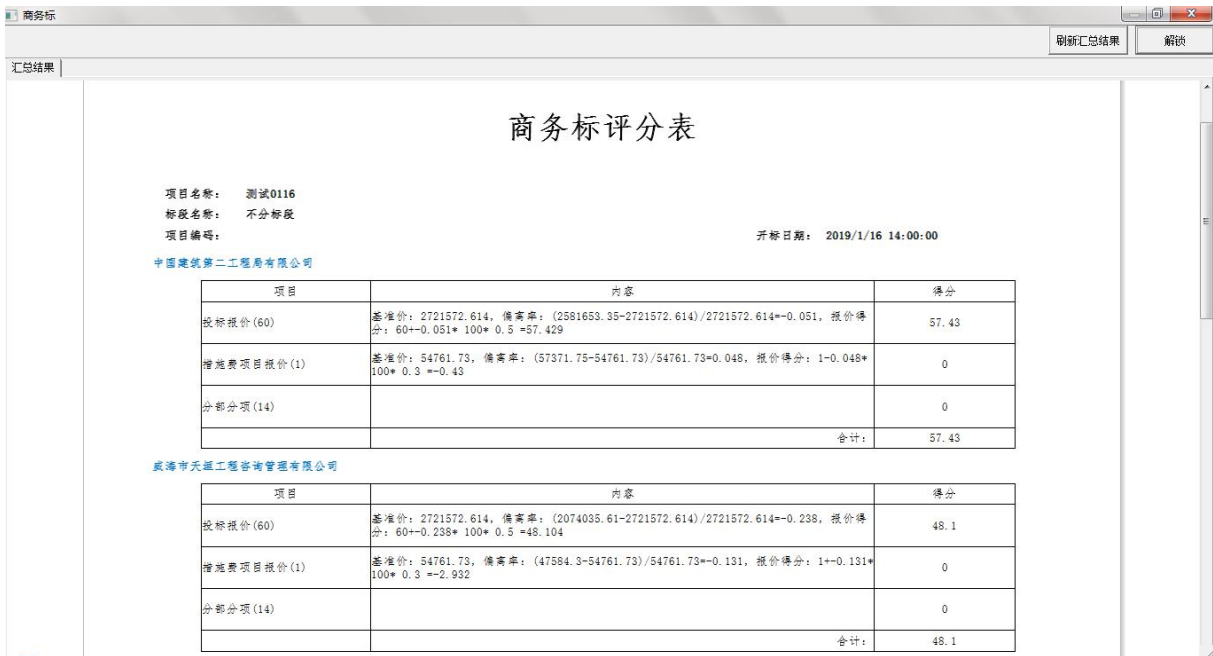 商务标
刷新汇总结果
解锁
汇总结果
商务标评分表
项目名称： 测试0116
标段名称： 不分标段
项目编码：
开标日期： 2019/1/16 14:00:00
中国建筑第二工程局有限公司
项目 内容 得分
投标报价(60)
基准价: 2721572.614, 偏离率: (2581653.35-2721572.614)/2721572.614=-0.051, 报价得
分: 60+-0.051* 100* 0.5 =57.429
57.43
措施费项目报价(1)
基准价: 54761.73, 偏离率: (57371.75-54761.73)/54761.73=0.048, 报价得分: 1-0.048*
100* 0.3 =-0.43
0
分部分项(14) 0
合计: 57.43
威海市天垣工程咨询管理有限公司
项目 内容 得分
投标报价(60)
基准价: 2721572.614, 偏离率: (2074035.61-2721572.614)/2721572.614=-0.238, 报价得
分: 60+-0.238* 100* 0.5 =48.104
48.1
措施费项目报价(1)
基准价: 54761.73, 偏离率: (47584.3-54761.73)/54761.73=-0.131, 报价得分: 1+-0.131*
100* 0.3 =-2.932
0
分部分项(14) 0
合计: 48.1